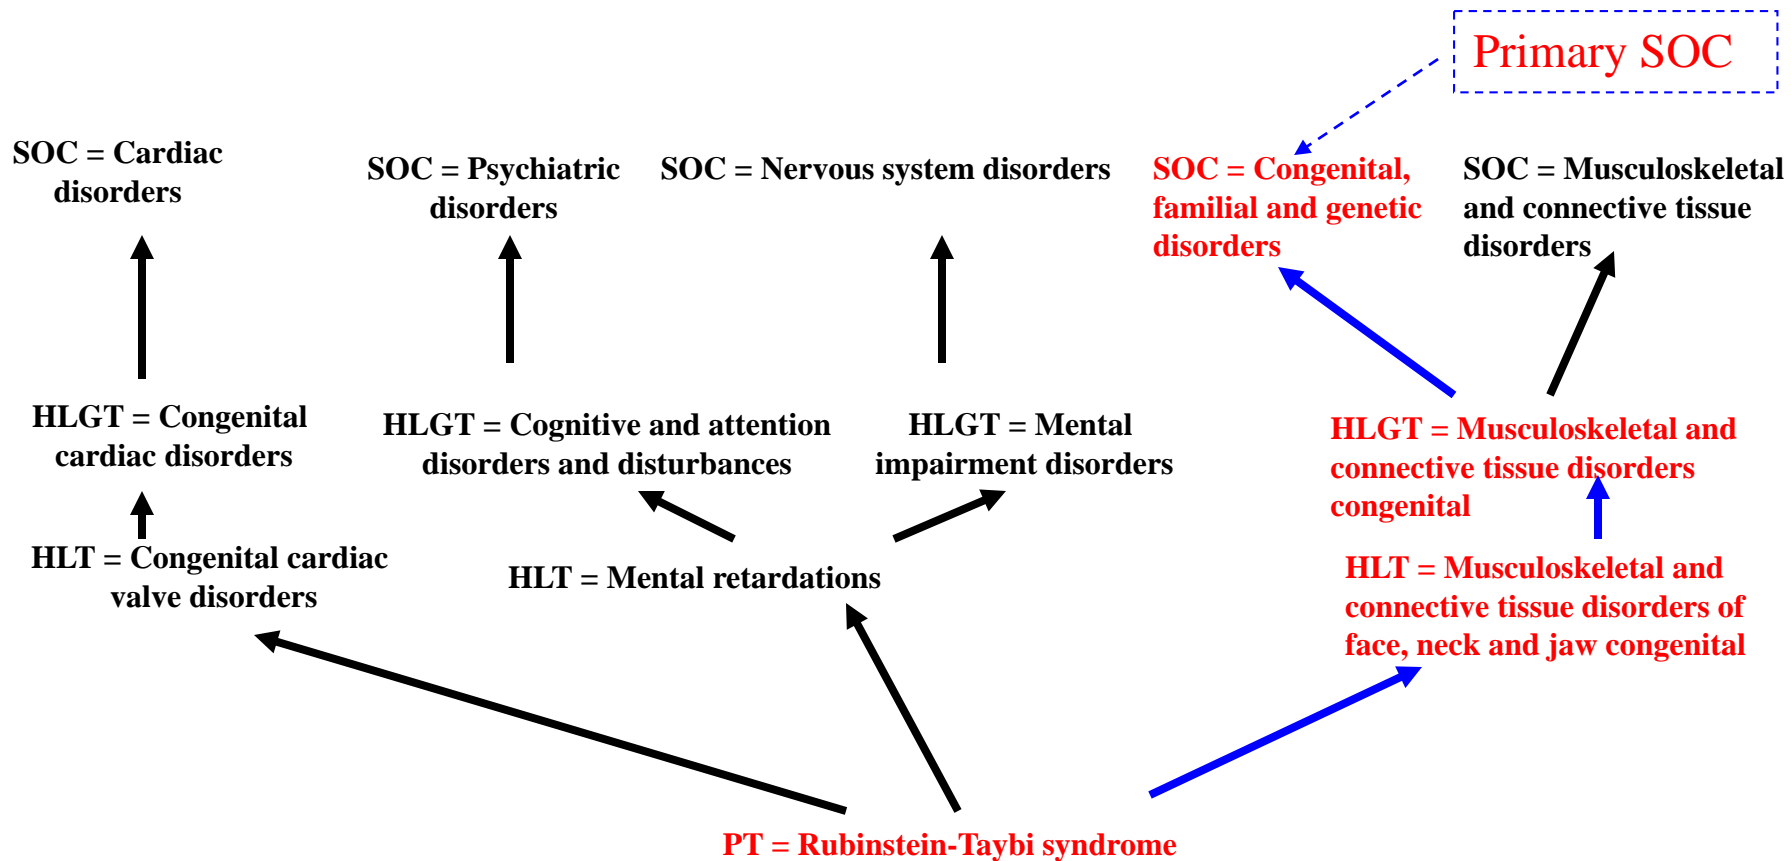 Primary SOC
SOC = Cardiac
disorders
SOC = Psychiatric
disorders
SOC = Nervous system disorders
SOC = Congenital,
familial and genetic
disorders
SOC = Musculoskeletal
and connective tissue
disorders
HLGT = Congenital
cardiac disorders
HLGT = Cognitive and attention
disorders and disturbances
HLGT = Mental
impairment disorders
HLGT = Musculoskeletal and
connective tissue disorders
congenital
HLT = Congenital cardiac
valve disorders
HLT = Mental retardations
HLT = Musculoskeletal and
connective tissue disorders of
face, neck and jaw congenital
PT = Rubinstein-Taybi syndrome